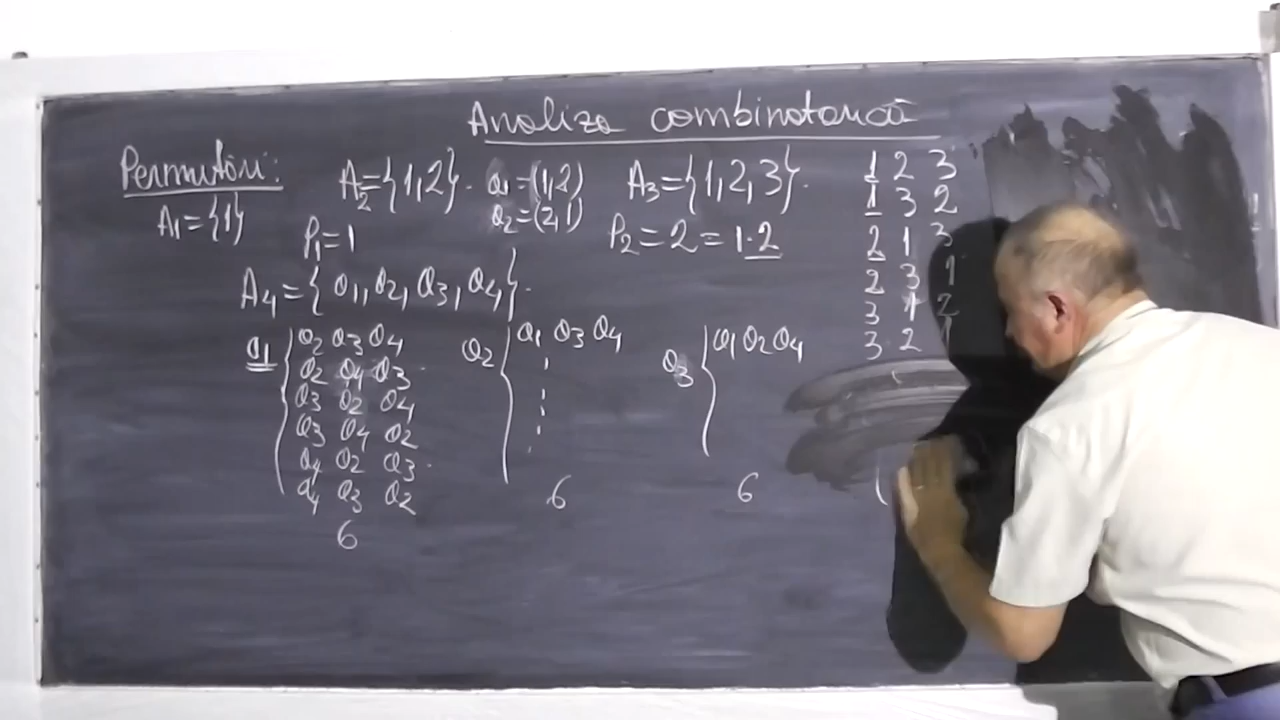 Analiza combinatorică
Permutări:
A₁={1}
A₂={1,2}.
a₁=(1,2)
a₂=(2,1)
A₃={1,2,3}.
P₁=1
P₂=2=1·2
1 2 3
1 3 2
2 1 3
2 3 1
3 1 2
3 2 1
A₄={a₁,a₂,a₃,a₄}.
a₁
a₂ a₃ a₄
a₂ a₄ a₃
a₃ a₂ a₄
a₃ a₄ a₂
a₄ a₂ a₃
a₄ a₃ a₂
6
a₂
a₁ a₃ a₄
6
a₃
a₁ a₂ a₄
6